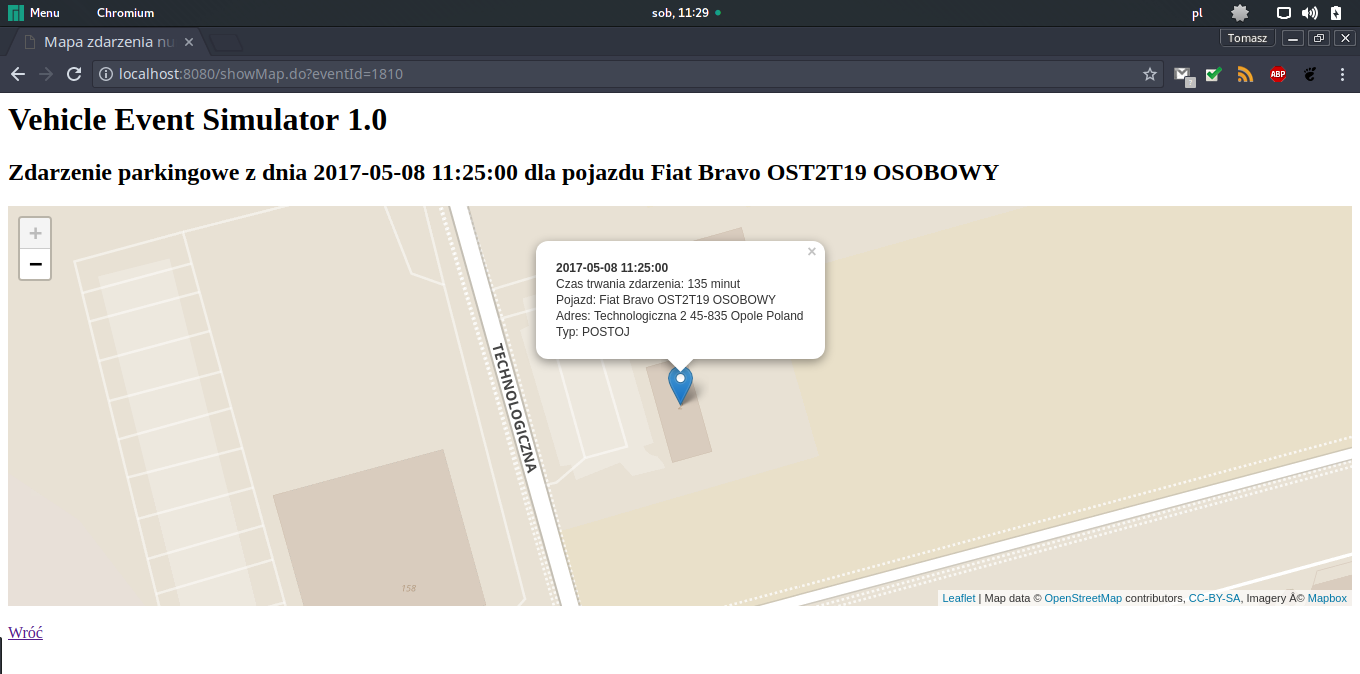 Menu Chromium sob, 11:29 pl
Mapa zdarzenia nu Tomasz
localhost:8080/showMap.do?eventId=1810 ABP
Vehicle Event Simulator 1.0
Zdarzenie parkingowe z dnia 2017-05-08 11:25:00 dla pojazdu Fiat Bravo OST2T19 OSOBOWY
+
−
×
2017-05-08 11:25:00
Czas trwania zdarzenia: 135 minut
Pojazd: Fiat Bravo OST2T19 OSOBOWY
Adres: Technologiczna 2 45-835 Opole Poland
Typ: POSTOJ
TECHNOLOGICZNA
158
Leaflet | Map data © OpenStreetMap contributors, CC-BY-SA, Imagery Â© Mapbox
Wróć